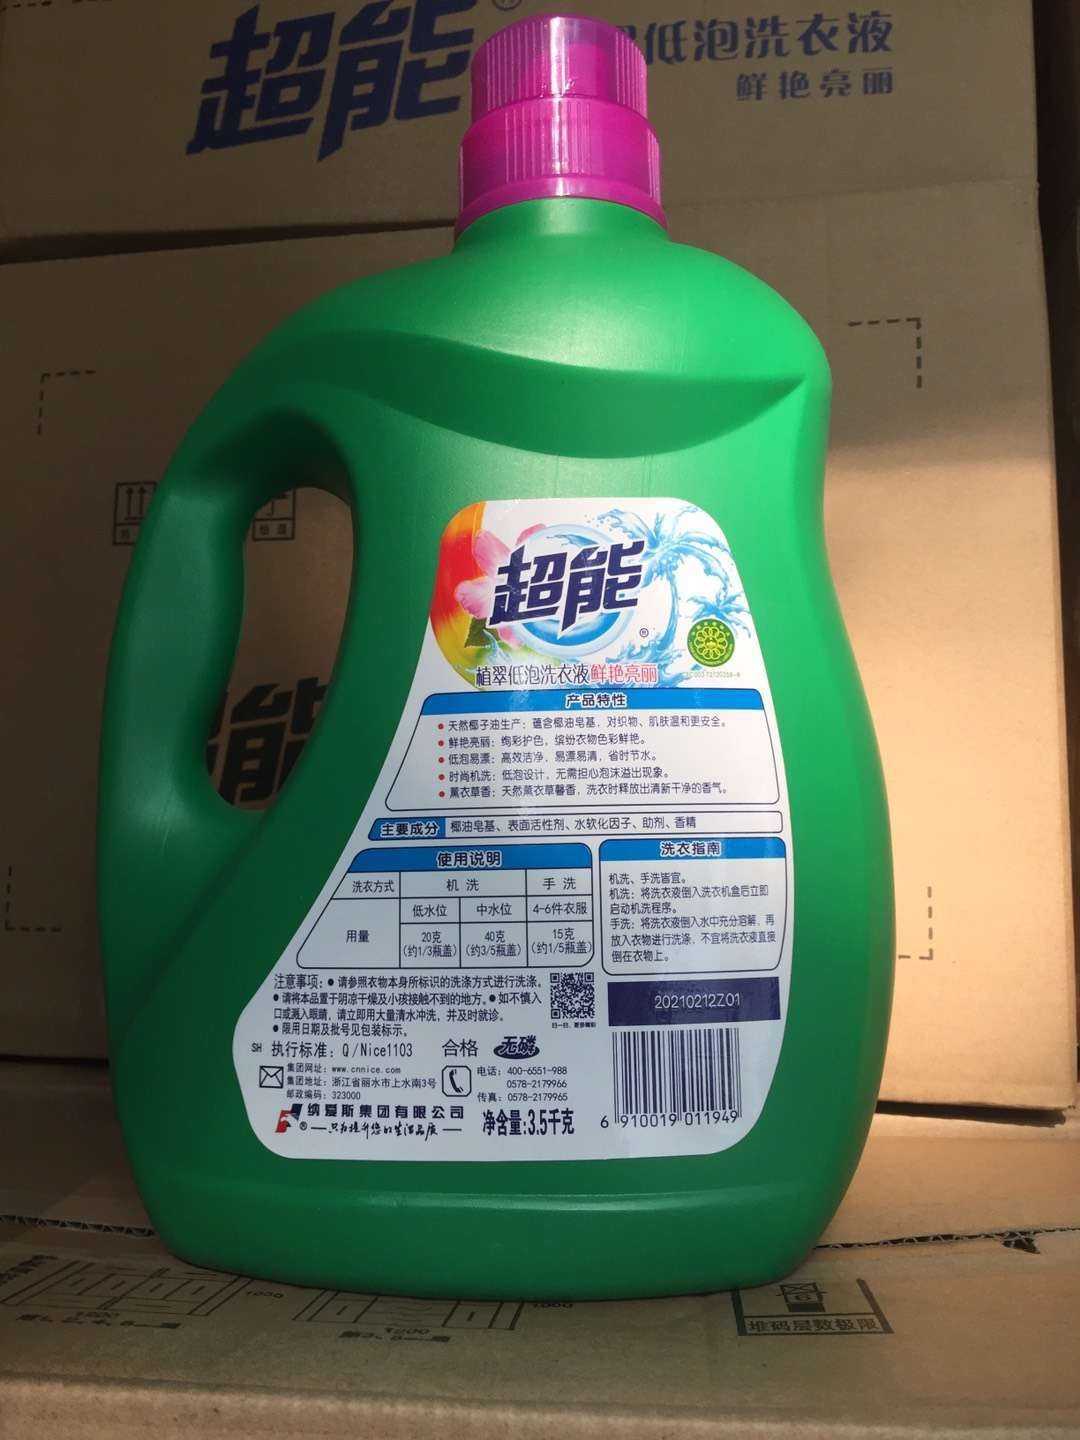 超能
超低泡洗衣液
鲜艳亮丽
超能®
植翠低泡洗衣液鲜艳亮丽
产品特性
• 天然椰子油生产：蕴含椰油皂基，对织物、肌肤温和更安全。
• 鲜艳亮丽：绚彩护色，缤纷衣物色彩鲜艳。
• 低泡易漂：高效洁净，易漂易清，省时节水。
• 时尚机洗：低泡设计，无需担心泡沫溢出现象。
• 薰衣草香：天然薰衣草馨香，洗衣时释放出清新干净的香气。
主要成分 椰油皂基、表面活性剂、水软化因子、助剂、香精
使用说明
洗衣方式 机 洗 手 洗
用量 低水位 中水位 4-6件衣服
20克 40克 15克
(约1/3瓶盖) (约3/5瓶盖) (约1/5瓶盖)
洗衣指南
机洗、手洗皆宜。
机洗：将洗衣液倒入洗衣机盒后立即
启动机洗程序。
手洗：将洗衣液倒入水中充分溶解，再
放入衣物进行洗涤，不宜将洗衣液直接
倒在衣物上。
注意事项：• 请参照衣物本身所标识的洗涤方式进行洗涤。
• 请将本品置于阴凉干燥及小孩接触不到的地方。• 如不慎入
口或溅入眼睛，请立即用大量清水冲洗，并及时就诊。
• 限用日期及批号见包装标示。
扫一扫，更多精彩
20210212Z01
SH 执行标准：Q/Nice1103 合格 无磷
集团网址：www.cnnice.com
集团地址：浙江省丽水市上水南3号
邮政编码：323000
电话：400-6551-988
0578-2179966
传真：0578-2179965
纳爱斯集团有限公司
®—只为提升您的生活品质—
净含量:3.5千克
6 910019 011949
能
堆码层数极限